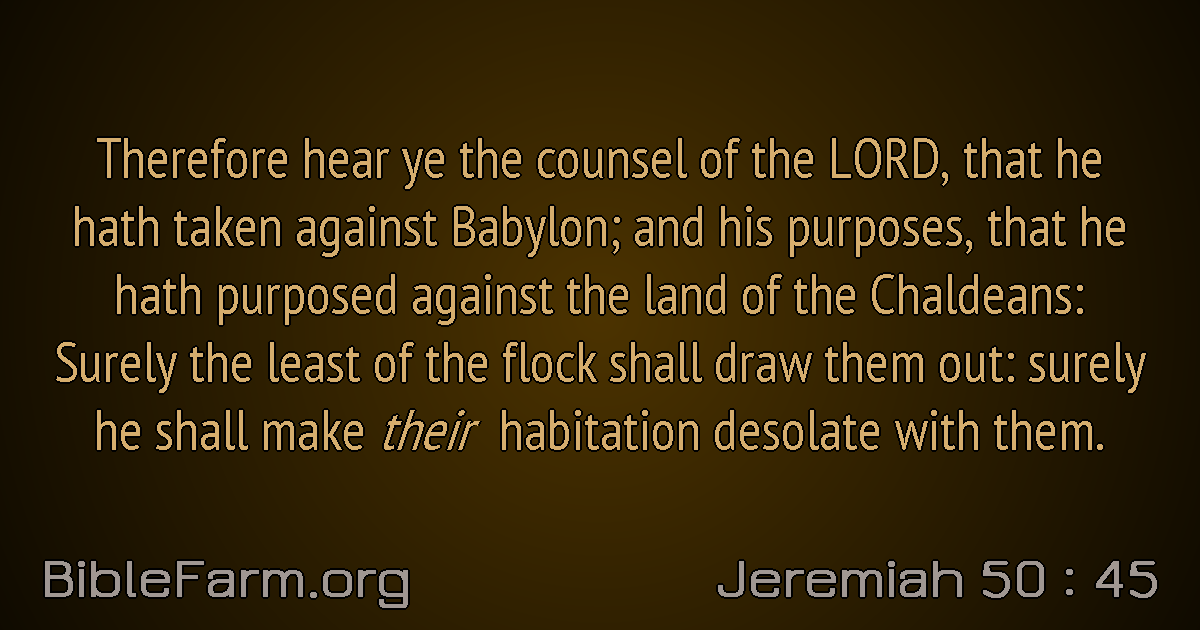 Therefore hear ye the counsel of the LORD, that he
hath taken against Babylon; and his purposes, that he
hath purposed against the land of the Chaldeans:
Surely the least of the flock shall draw them out: surely
he shall make their habitation desolate with them.
BibleFarm.org
Jeremiah 50 : 45